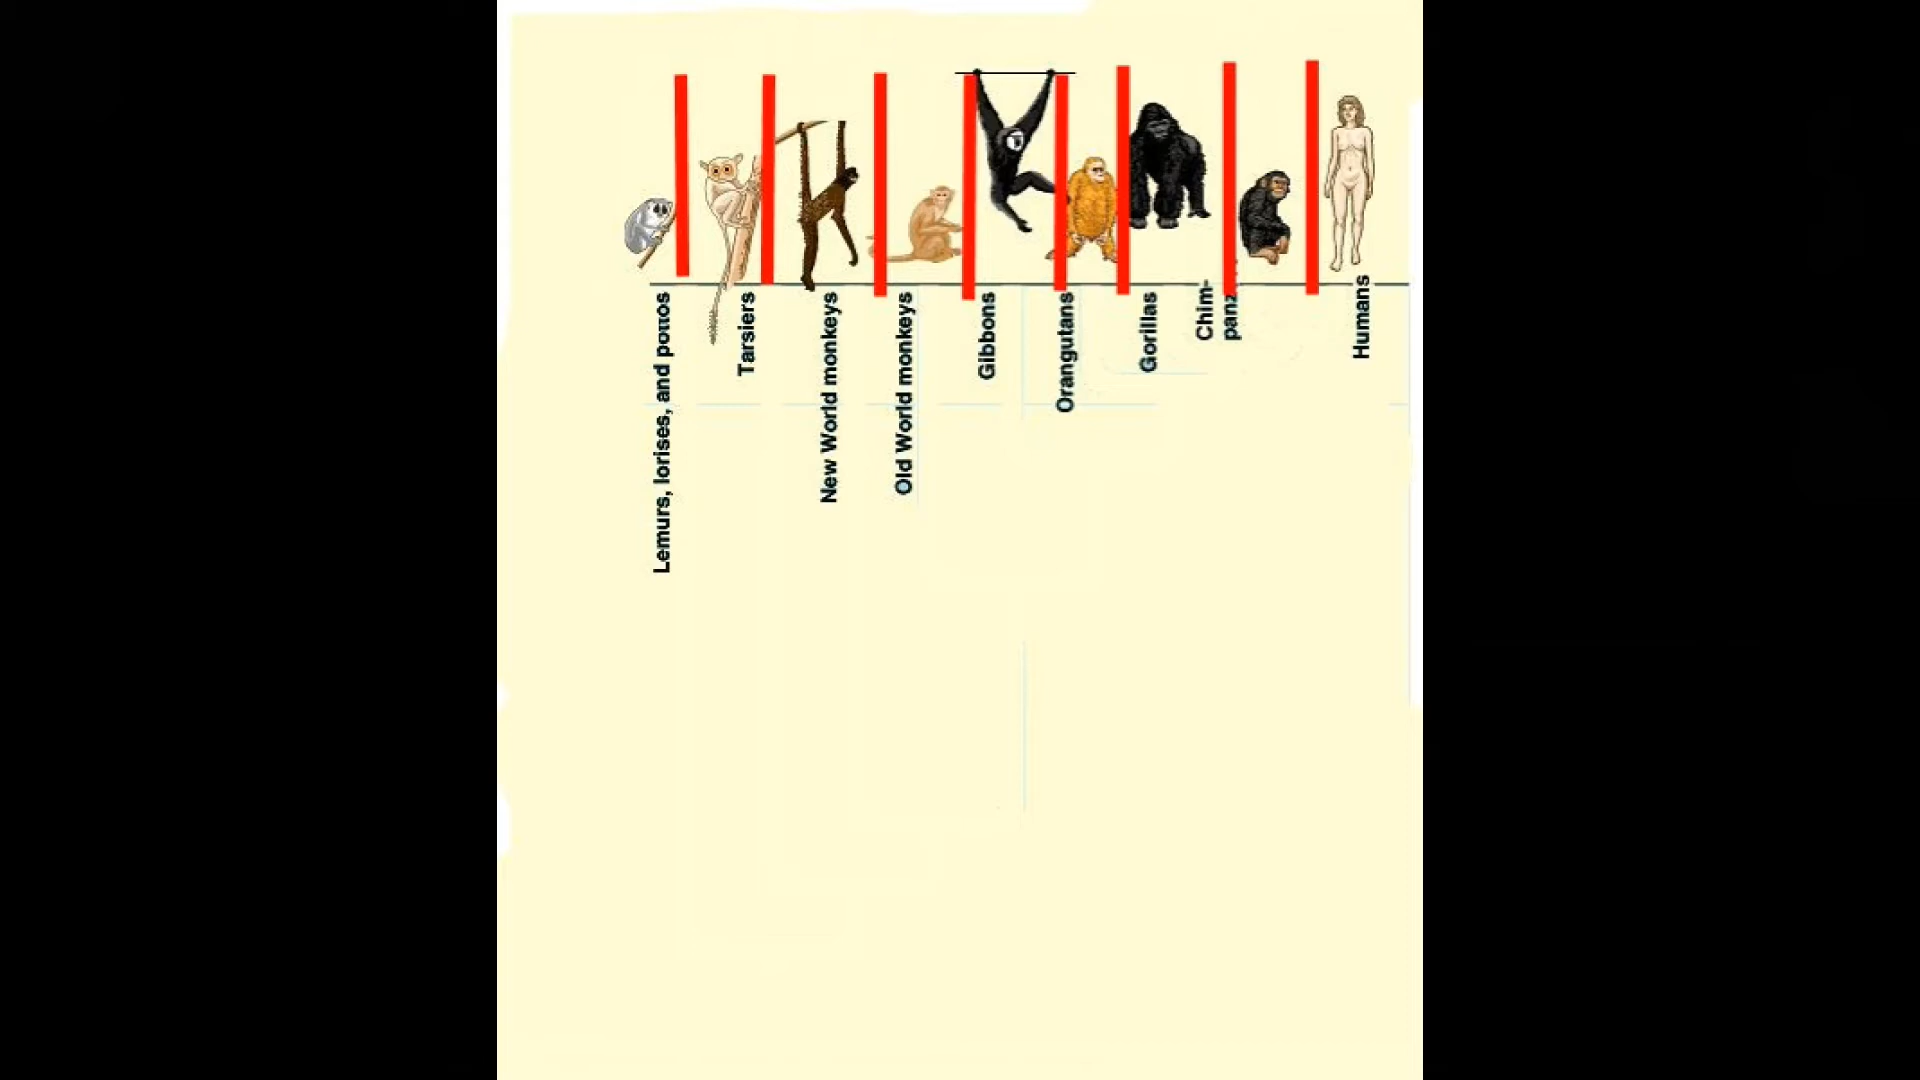 Lemurs, lorises, and pottos
Tarsiers
New World monkeys
Old World monkeys
Gibbons
Orangutans
Gorillas
Chim-
panz
Humans